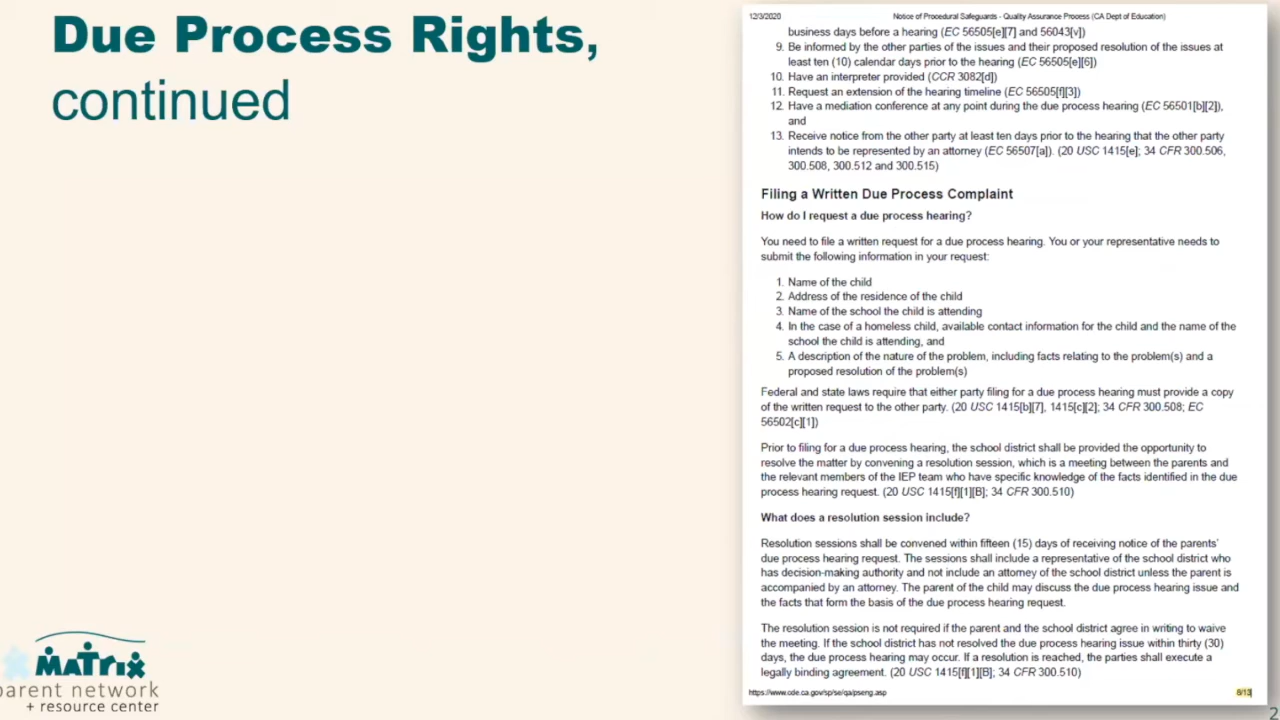 Due Process Rights,
continued
12/3/2020 Notice of Procedural Safeguards - Quality Assurance Process (CA Dept of Education)
business days before a hearing (EC 56505[e][7] and 56043[v])
9. Be informed by the other parties of the issues and their proposed resolution of the issues at
least ten (10) calendar days prior to the hearing (EC 56505[e][6])
10. Have an interpreter provided (CCR 3082[d])
11. Request an extension of the hearing timeline (EC 56505[f][3])
12. Have a mediation conference at any point during the due process hearing (EC 56501[b][2]),
and
13. Receive notice from the other party at least ten days prior to the hearing that the other party
intends to be represented by an attorney (EC 56507[a]). (20 USC 1415[e]; 34 CFR 300.506,
300.508, 300.512 and 300.515)
Filing a Written Due Process Complaint
How do I request a due process hearing?
You need to file a written request for a due process hearing. You or your representative needs to
submit the following information in your request:
1. Name of the child
2. Address of the residence of the child
3. Name of the school the child is attending
4. In the case of a homeless child, available contact information for the child and the name of the
school the child is attending, and
5. A description of the nature of the problem, including facts relating to the problem(s) and a
proposed resolution of the problem(s)
Federal and state laws require that either party filing for a due process hearing must provide a copy
of the written request to the other party. (20 USC 1415[b][7], 1415[c][2]; 34 CFR 300.508; EC
56502[c][1])
Prior to filing for a due process hearing, the school district shall be provided the opportunity to
resolve the matter by convening a resolution session, which is a meeting between the parents and
the relevant members of the IEP team who have specific knowledge of the facts identified in the due
process hearing request. (20 USC 1415[f][1][B]; 34 CFR 300.510)
What does a resolution session include?
Resolution sessions shall be convened within fifteen (15) days of receiving notice of the parents'
due process hearing request. The sessions shall include a representative of the school district who
has decision-making authority and not include an attorney of the school district unless the parent is
accompanied by an attorney. The parent of the child may discuss the due process hearing issue and
the facts that form the basis of the due process hearing request.
The resolution session is not required if the parent and the school district agree in writing to waive
the meeting. If the school district has not resolved the due process hearing issue within thirty (30)
days, the due process hearing may occur. If a resolution is reached, the parties shall execute a
legally binding agreement. (20 USC 1415[f][1][B]; 34 CFR 300.510)
https://www.cde.ca.gov/sp/se/qa/pseng.asp 8/13
MATRIX
parent network
+ resource center
2